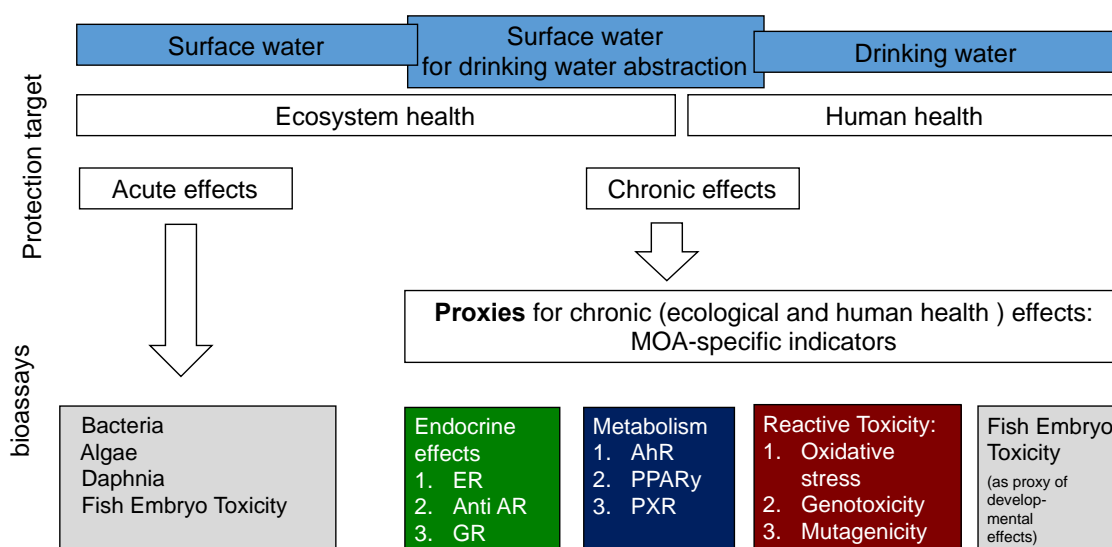 Surface water
Surface water
for drinking water abstraction
Drinking water
Protection target
Ecosystem health
Human health
Acute effects
Chronic effects
Proxies for chronic (ecological and human health ) effects:
MOA-specific indicators
bioassays
Bacteria
Algae
Daphnia
Fish Embryo Toxicity
Endocrine
effects
1. ER
2. Anti AR
3. GR
Metabolism
1. AhR
2. PPARy
3. PXR
Reactive Toxicity:
1. Oxidative
stress
2. Genotoxicity
3. Mutagenicity
Fish Embryo
Toxicity
(as proxy of
develop-
mental
effects)